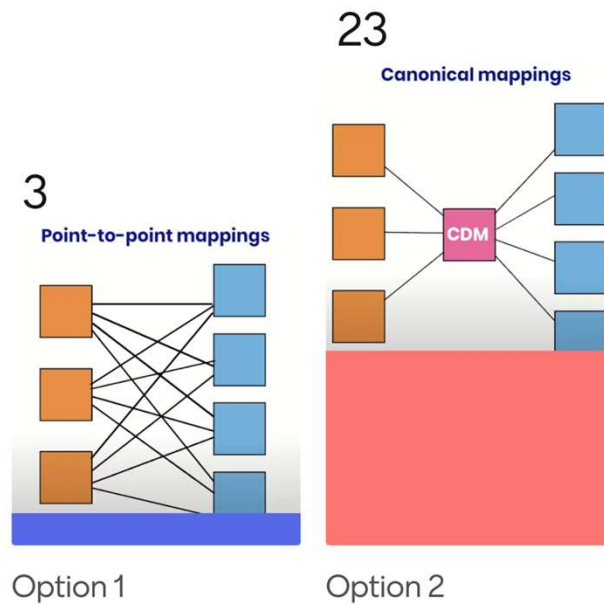 23
Canonical mappings
CDM
3
Point-to-point mappings
Option 1
Option 2